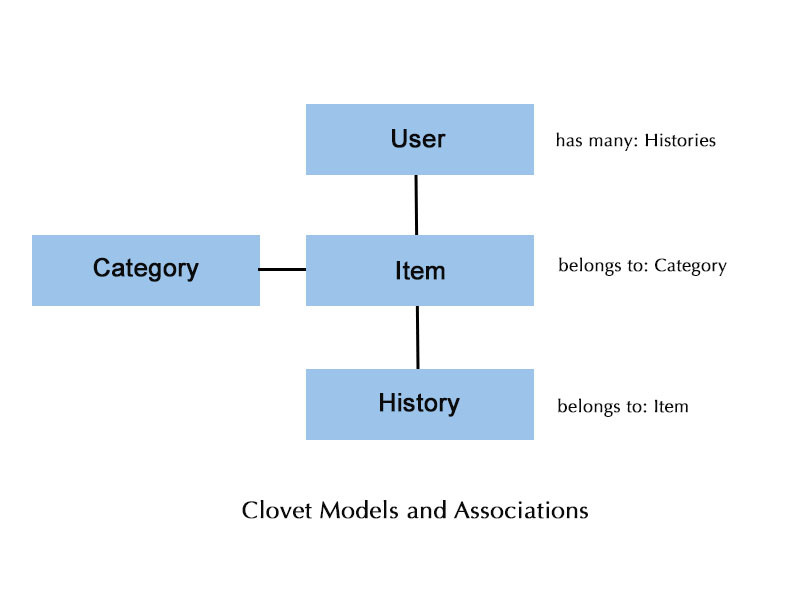 User
has many: Histories
Category
Item
belongs to: Category
History
belongs to: Item
Clovet Models and Associations